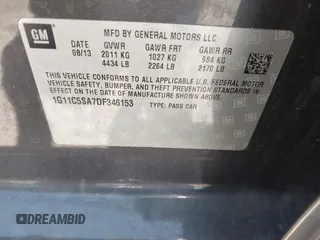 GM
MFD BY GENERAL MOTORS LLC
08/13 GVWR GAWR FRT GAWR RR
2011 KG 1027 KG 984 KG
4434 LB 2264 LB 2170 LB
THIS VEHICLE CONFORMS TO ALL APPLICABLE U.S. FEDERAL MOTOR
VEHICLE SAFETY, BUMPER, AND THEFT PREVENTION STANDARDS
IN EFFECT ON THE DATE OF MANUFACTURE SHOWN ABOVE.
1G11C5SA7DF346153 TYPE: PASS CAR
DREAMBID